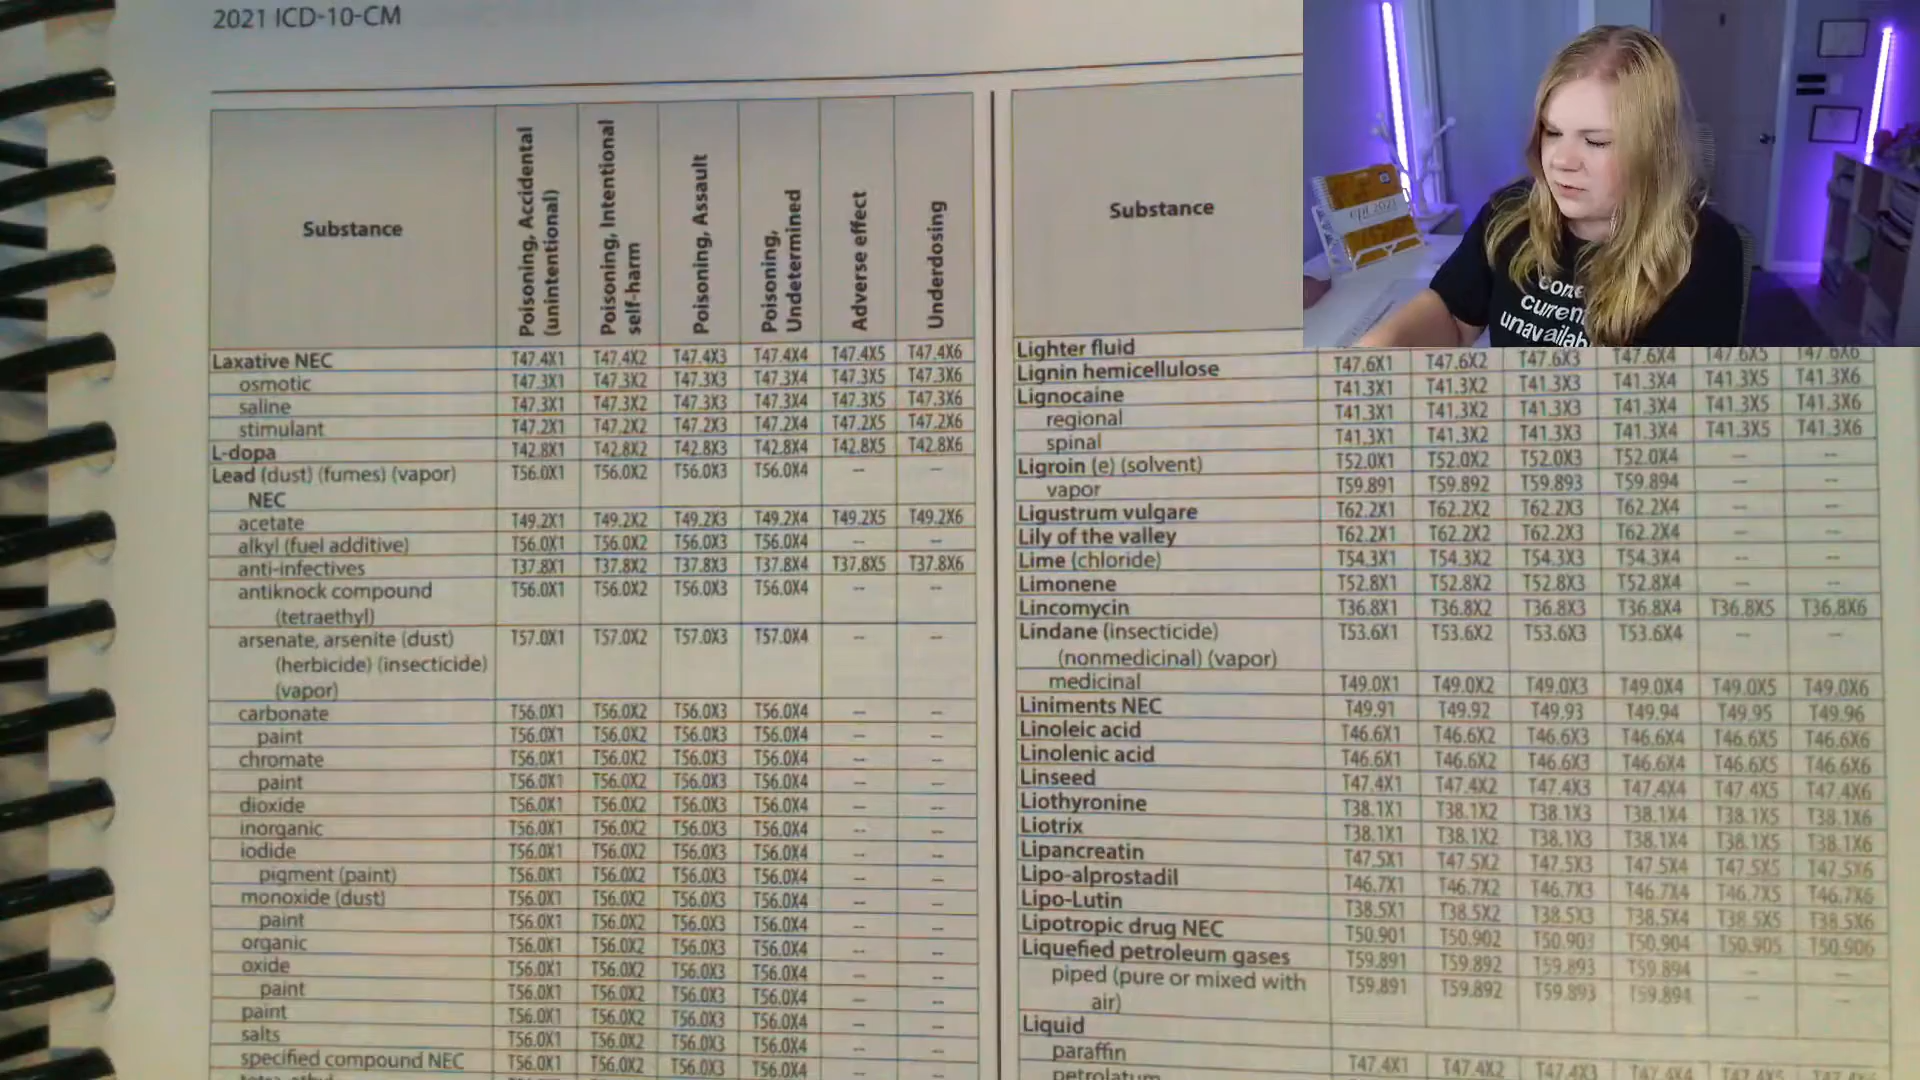 2021 ICD-10-CM
Substance
Poisoning, Accidental (unintentional)
Poisoning, Intentional self-harm
Poisoning, Assault
Poisoning, Undetermined
Adverse effect
Underdosing
Laxative NEC T47.4X1 T47.4X2 T47.4X3 T47.4X4 T47.4X5 T47.4X6
osmotic T47.3X1 T47.3X2 T47.3X3 T47.3X4 T47.3X5 T47.3X6
saline T47.3X1 T47.3X2 T47.3X3 T47.3X4 T47.3X5 T47.3X6
stimulant T47.2X1 T47.2X2 T47.2X3 T47.2X4 T47.2X5 T47.2X6
L-dopa T42.8X1 T42.8X2 T42.8X3 T42.8X4 T42.8X5 T42.8X6
Lead (dust) (fumes) (vapor) T56.0X1 T56.0X2 T56.0X3 T56.0X4 -- --
NEC
acetate T49.2X1 T49.2X2 T49.2X3 T49.2X4 T49.2X5 T49.2X6
alkyl (fuel additive) T56.0X1 T56.0X2 T56.0X3 T56.0X4 -- --
anti-infectives T37.8X1 T37.8X2 T37.8X3 T37.8X4 T37.8X5 T37.8X6
antiknock compound T56.0X1 T56.0X2 T56.0X3 T56.0X4 -- --
(tetraethyl)
arsenate, arsenite (dust) T57.0X1 T57.0X2 T57.0X3 T57.0X4 -- --
(herbicide) (insecticide)
(vapor)
carbonate T56.0X1 T56.0X2 T56.0X3 T56.0X4 -- --
paint T56.0X1 T56.0X2 T56.0X3 T56.0X4 -- --
chromate T56.0X1 T56.0X2 T56.0X3 T56.0X4 -- --
paint T56.0X1 T56.0X2 T56.0X3 T56.0X4 -- --
dioxide T56.0X1 T56.0X2 T56.0X3 T56.0X4 -- --
inorganic T56.0X1 T56.0X2 T56.0X3 T56.0X4 -- --
iodide T56.0X1 T56.0X2 T56.0X3 T56.0X4 -- --
pigment (paint) T56.0X1 T56.0X2 T56.0X3 T56.0X4 -- --
monoxide (dust) T56.0X1 T56.0X2 T56.0X3 T56.0X4 -- --
paint T56.0X1 T56.0X2 T56.0X3 T56.0X4 -- --
organic T56.0X1 T56.0X2 T56.0X3 T56.0X4 -- --
oxide T56.0X1 T56.0X2 T56.0X3 T56.0X4 -- --
paint T56.0X1 T56.0X2 T56.0X3 T56.0X4 -- --
paint T56.0X1 T56.0X2 T56.0X3 T56.0X4 -- --
salts T56.0X1 T56.0X2 T56.0X3 T56.0X4 -- --
specified compound NEC T56.0X1 T56.0X2 T56.0X3 T56.0X4 -- --
Substance
Lighter fluid
Lignin hemicellulose T47.6X1 T47.6X2 T47.6X3 T47.6X4 T47.6X5 T47.6X6
Lignocaine T41.3X1 T41.3X2 T41.3X3 T41.3X4 T41.3X5 T41.3X6
regional T41.3X1 T41.3X2 T41.3X3 T41.3X4 T41.3X5 T41.3X6
spinal T41.3X1 T41.3X2 T41.3X3 T41.3X4 T41.3X5 T41.3X6
Ligroin (e) (solvent) T52.0X1 T52.0X2 T52.0X3 T52.0X4 -- --
vapor T59.891 T59.892 T59.893 T59.894 -- --
Ligustrum vulgare T62.2X1 T62.2X2 T62.2X3 T62.2X4 -- --
Lily of the valley T62.2X1 T62.2X2 T62.2X3 T62.2X4 -- --
Lime (chloride) T54.3X1 T54.3X2 T54.3X3 T54.3X4 -- --
Limonene T52.8X1 T52.8X2 T52.8X3 T52.8X4 -- --
Lincomycin T36.8X1 T36.8X2 T36.8X3 T36.8X4 T36.8X5 T36.8X6
Lindane (insecticide) T53.6X1 T53.6X2 T53.6X3 T53.6X4 -- --
(nonmedicinal) (vapor)
medicinal T49.0X1 T49.0X2 T49.0X3 T49.0X4 T49.0X5 T49.0X6
Liniments NEC T49.91 T49.92 T49.93 T49.94 T49.95 T49.96
Linoleic acid T46.6X1 T46.6X2 T46.6X3 T46.6X4 T46.6X5 T46.6X6
Linolenic acid T46.6X1 T46.6X2 T46.6X3 T46.6X4 T46.6X5 T46.6X6
Linseed T47.4X1 T47.4X2 T47.4X3 T47.4X4 T47.4X5 T47.4X6
Liothyronine T38.1X1 T38.1X2 T38.1X3 T38.1X4 T38.1X5 T38.1X6
Liotrix T38.1X1 T38.1X2 T38.1X3 T38.1X4 T38.1X5 T38.1X6
Lipancreatin T47.5X1 T47.5X2 T47.5X3 T47.5X4 T47.5X5 T47.5X6
Lipo-alprostadil T46.7X1 T46.7X2 T46.7X3 T46.7X4 T46.7X5 T46.7X6
Lipo-Lutin T38.5X1 T38.5X2 T38.5X3 T38.5X4 T38.5X5 T38.5X6
Lipotropic drug NEC T50.901 T50.902 T50.903 T50.904 T50.905 T50.906
Liquefied petroleum gases T59.891 T59.892 T59.893 T59.894 -- --
piped (pure or mixed with T59.891 T59.892 T59.893 T59.894 -- --
air)
Liquid
paraffin T47.4X1 T47.4X2 T47.4X3 T47.4X4 T47.4X5
petrolatum
cpt 2021